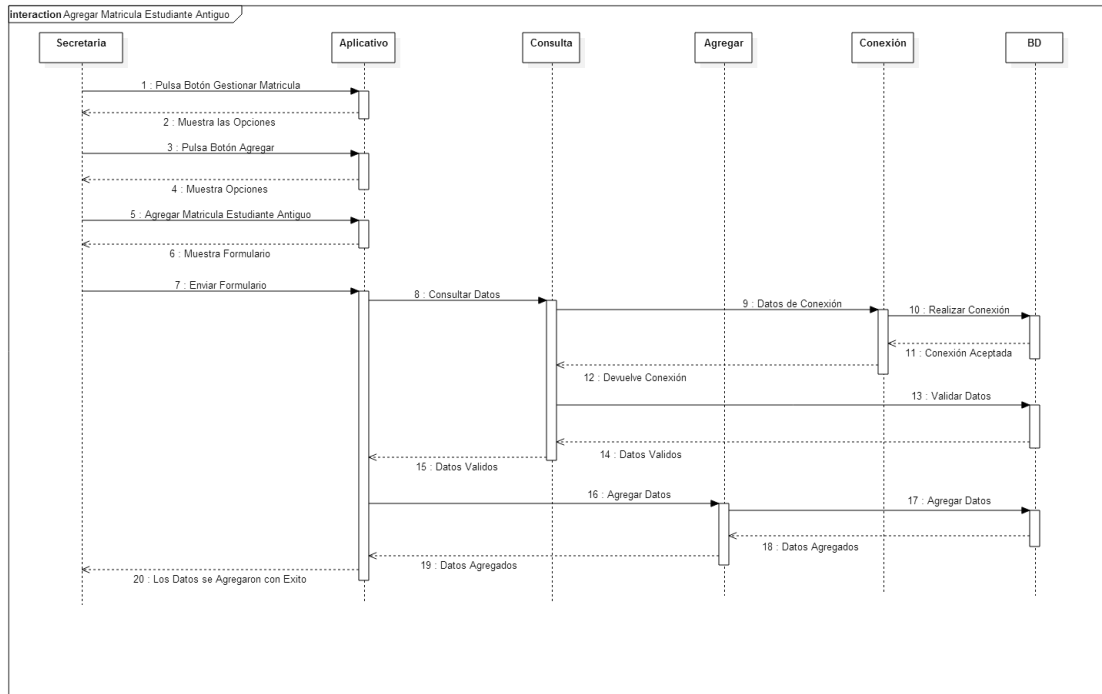 interaction Agregar Matricula Estudiante Antiguo
Secretaria
Aplicativo
Consulta
Agregar
Conexión
BD
1 : Pulsa Botón Gestionar Matricula
2 : Muestra las Opciones
3 : Pulsa Botón Agregar
4 : Muestra Opciones
5 : Agregar Matricula Estudiante Antiguo
6 : Muestra Formulario
7 : Enviar Formulario
8 : Consultar Datos
9 : Datos de Conexión
10 : Realizar Conexión
11 : Conexión Aceptada
12 : Devuelve Conexión
13 : Validar Datos
14 : Datos Validos
15 : Datos Validos
16 : Agregar Datos
17 : Agregar Datos
18 : Datos Agregados
19 : Datos Agregados
20 : Los Datos se Agregaron con Exito